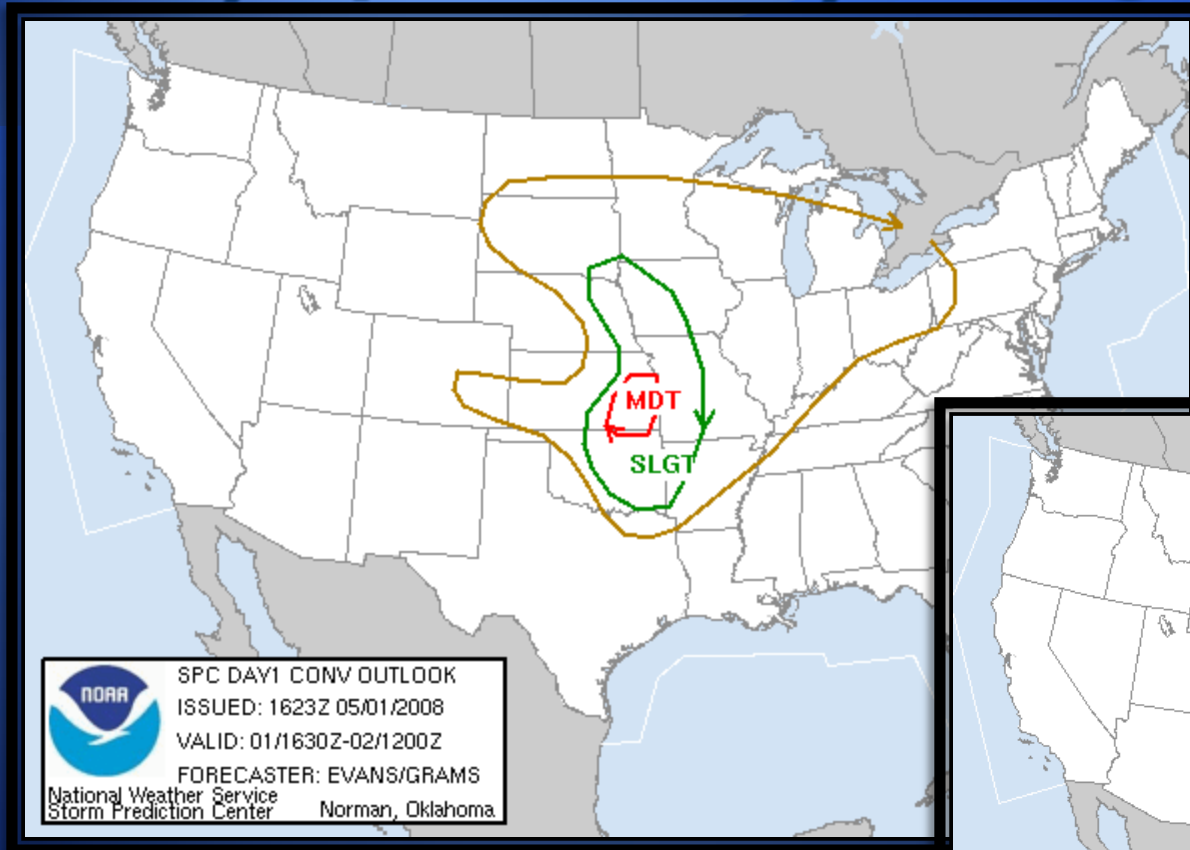 MDT
SLGT
NOAA
SPC DAY1 CONV OUTLOOK
ISSUED: 1623Z 05/01/2008
VALID: 01/1630Z-02/1200Z
FORECASTER: EVANS/GRAMS
National Weather Service
Storm Prediction Center Norman, Oklahoma